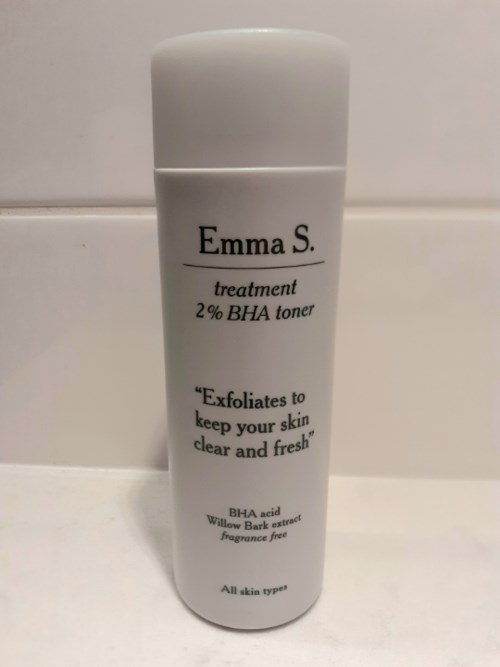 Emma S.
treatment
2% BHA toner
“Exfoliates to
keep your skin
clear and fresh”
BHA acid
Willow Bark extract
fragrance free
All skin types